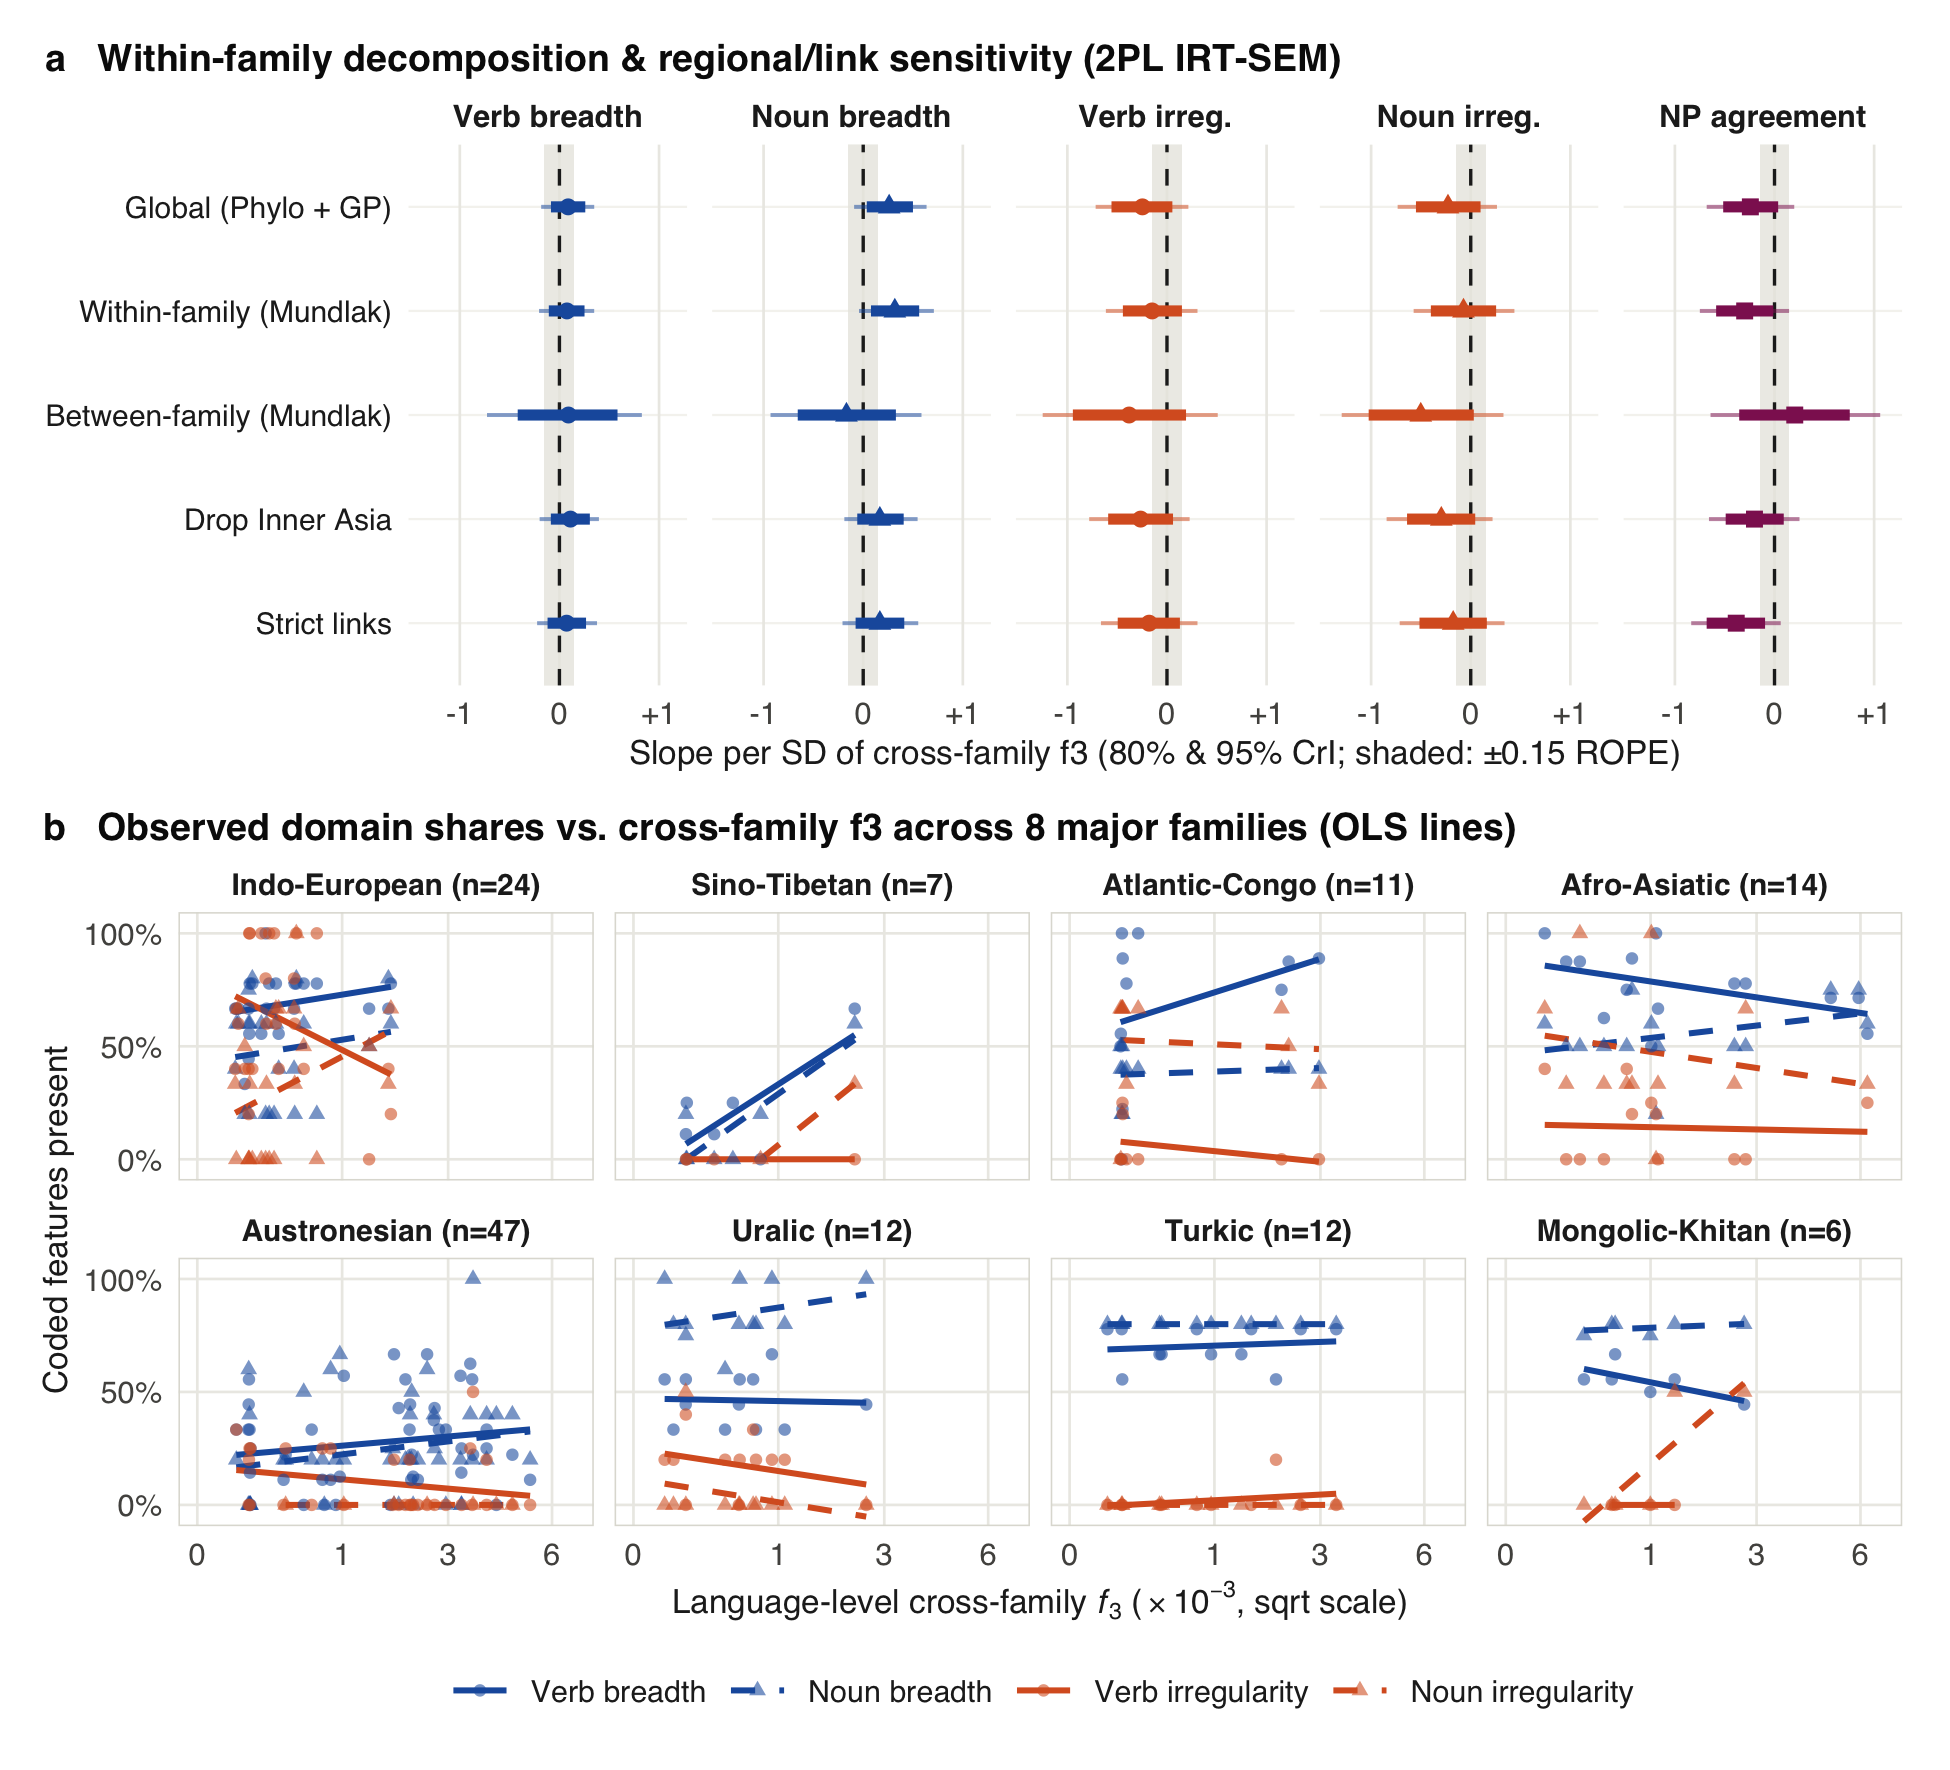 a Within-family decomposition & regional/link sensitivity (2PL IRT-SEM)
Verb breadth Noun breadth Verb irreg. Noun irreg. NP agreement
Global (Phylo + GP)
Within-family (Mundlak)
Between-family (Mundlak)
Drop Inner Asia
Strict links
-1 0 +1 -1 0 +1 -1 0 +1 -1 0 +1 -1 0 +1
Slope per SD of cross-family f3 (80% & 95% CrI; shaded: ±0.15 ROPE)
b Observed domain shares vs. cross-family f3 across 8 major families (OLS lines)
Indo-European (n=24) Sino-Tibetan (n=7) Atlantic-Congo (n=11) Afro-Asiatic (n=14)
100%
50%
0%
Coded features present
Austronesian (n=47) Uralic (n=12) Turkic (n=12) Mongolic-Khitan (n=6)
100%
50%
0%
0 1 3 6 0 1 3 6 0 1 3 6 0 1 3 6
Language-level cross-family f₃ (×10⁻³, sqrt scale)
Verb breadth Noun breadth Verb irregularity Noun irregularity